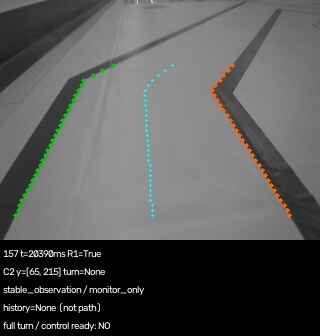 157 t=20390ms R1=True
C2 y=[65, 215] turn=None
stable_observation / monitor_only
history=None (not path)
full turn / control ready: NO